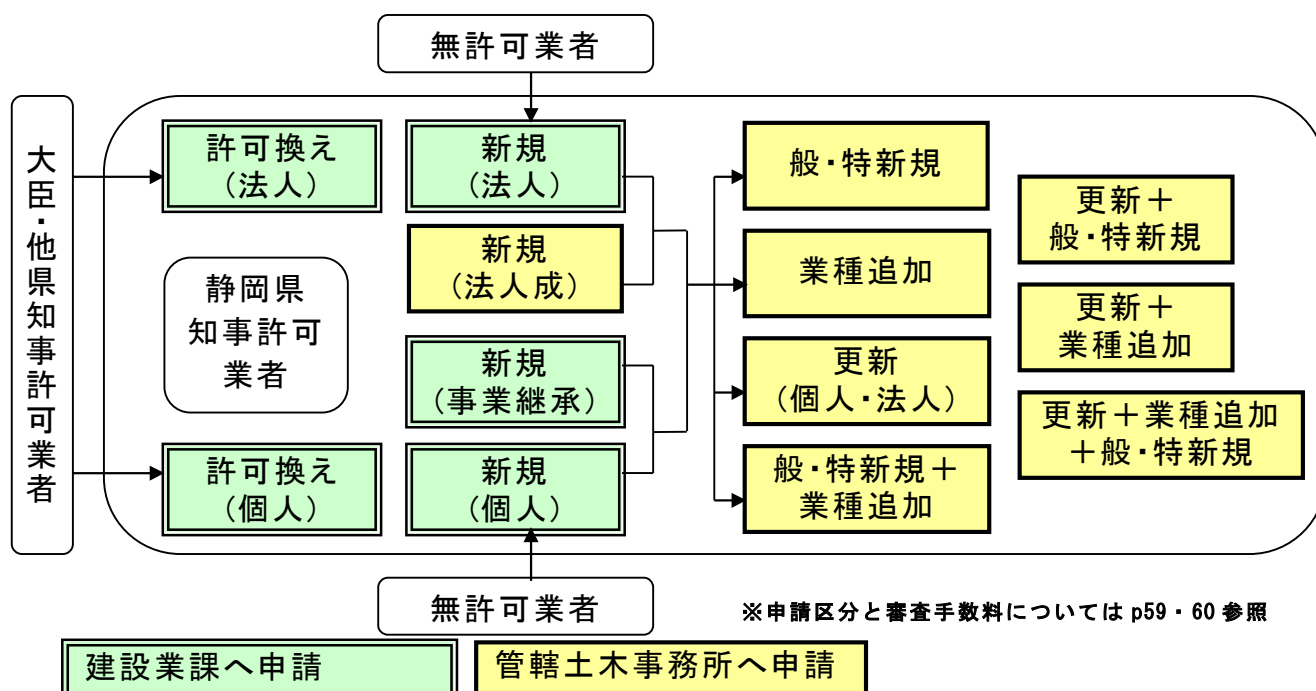 無許可業者
大臣・他県知事許可業者
許可換え
(法人)
新規
(法人)
新規
(法人成)
静岡県
知事許可
業者
新規
(事業継承)
許可換え
(個人)
新規
(個人)
般・特新規
業種追加
更新
(個人・法人)
般・特新規＋
業種追加
更新＋
般・特新規
更新＋
業種追加
更新＋業種追加
＋般・特新規
無許可業者
※申請区分と審査手数料については p59・60 参照
建設業課へ申請
管轄土木事務所へ申請